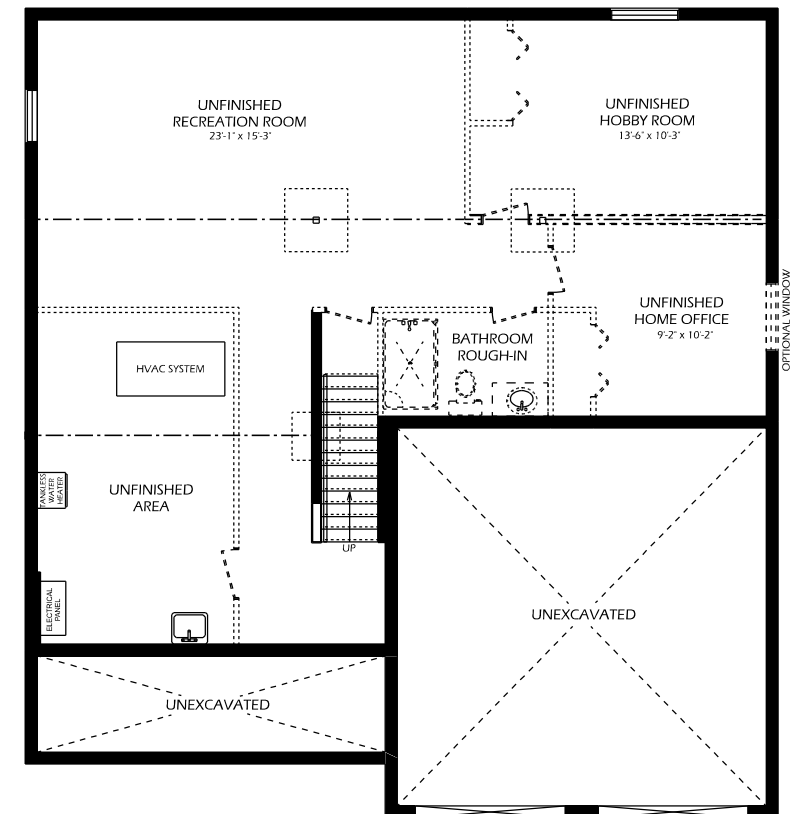 UNFINISHED
RECREATION ROOM
23'-1" x 15'-3"
UNFINISHED
HOBBY ROOM
13'-6" x 10'-3"
UNFINISHED
HOME OFFICE
9'-2" x 10'-2"
OPTIONAL WINDOW
BATHROOM
ROUGH-IN
HVAC SYSTEM
UNFINISHED
AREA
TANKLESS
WATER
HEATER
UP
ELECTRICAL
PANEL
UNEXCAVATED
UNEXCAVATED